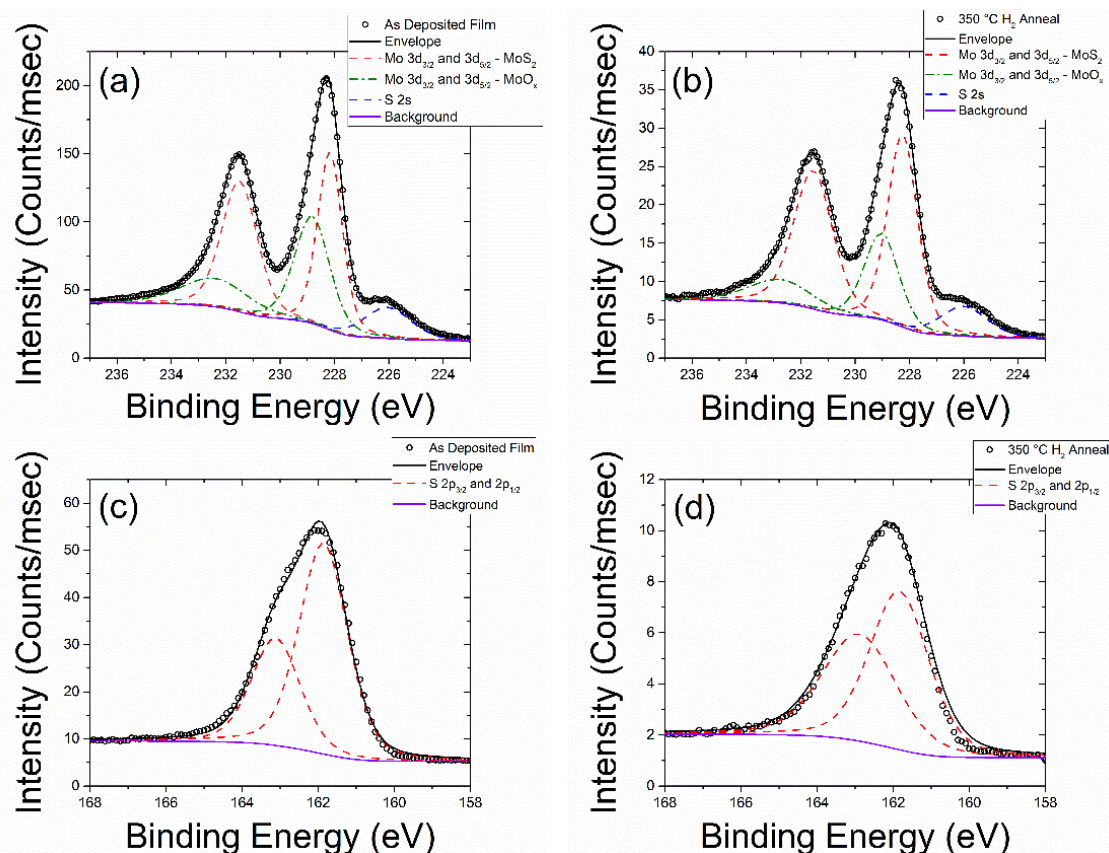 (a)
As Deposited Film
Envelope
Mo 3d3/2 and 3d5/2 - MoS2
Mo 3d3/2 and 3d5/2 - MoOx
S 2s
Background
Intensity (Counts/msec)
200
150
100
50
0
236 234 232 230 228 226 224
Binding Energy (eV)
(b)
350 °C H2 Anneal
Envelope
Mo 3d3/2 and 3d5/2 - MoS2
Mo 3d3/2 and 3d5/2 - MoOx
S 2s
Background
Intensity (Counts/msec)
40
35
30
25
20
15
10
5
0
236 234 232 230 228 226 224
Binding Energy (eV)
(c)
As Deposited Film
Envelope
S 2p3/2 and 2p1/2
Background
Intensity (Counts/msec)
60
50
40
30
20
10
0
168 166 164 162 160 158
Binding Energy (eV)
(d)
350 °C H2 Anneal
Envelope
S 2p3/2 and 2p1/2
Background
Intensity (Counts/msec)
12
10
8
6
4
2
0
168 166 164 162 160 158
Binding Energy (eV)